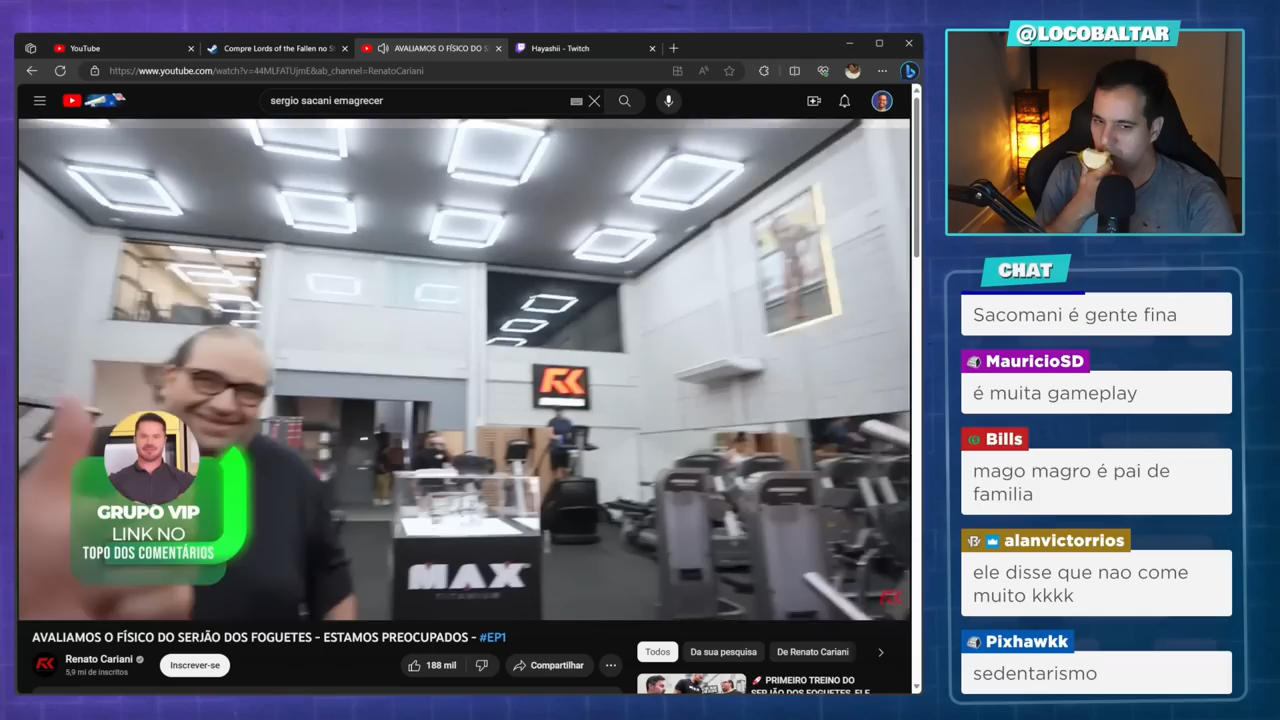 YouTube
Compre Lords of the Fallen no S
AVALIAMOS O FÍSICO DO S
Hayashii - Twitch
https://www.youtube.com/watch?v=44MLFATUjmE&ab_channel=RenatoCariani
sergio sacani emagrecer
GRUPO VIP
LINK NO
TOPO DOS COMENTÁRIOS
MAX
TITANIUM
AVALIAMOS O FÍSICO DO SERJÃO DOS FOGUETES - ESTAMOS PREOCUPADOS - #EP1
Renato Cariani
5,9 mi de inscritos
Inscrever-se
188 mil
Compartilhar
Todos
Da sua pesquisa
De Renato Cariani
PRIMEIRO TREINO DO
SERJÃO DOS FOGUETES, ELE
@LOCOBALTAR
CHAT
Sacomani é gente fina
MauricioSD
é muita gameplay
Bills
mago magro é pai de
familia
alanvictorrios
ele disse que nao come
muito kkkk
Pixhawkk
sedentarismo